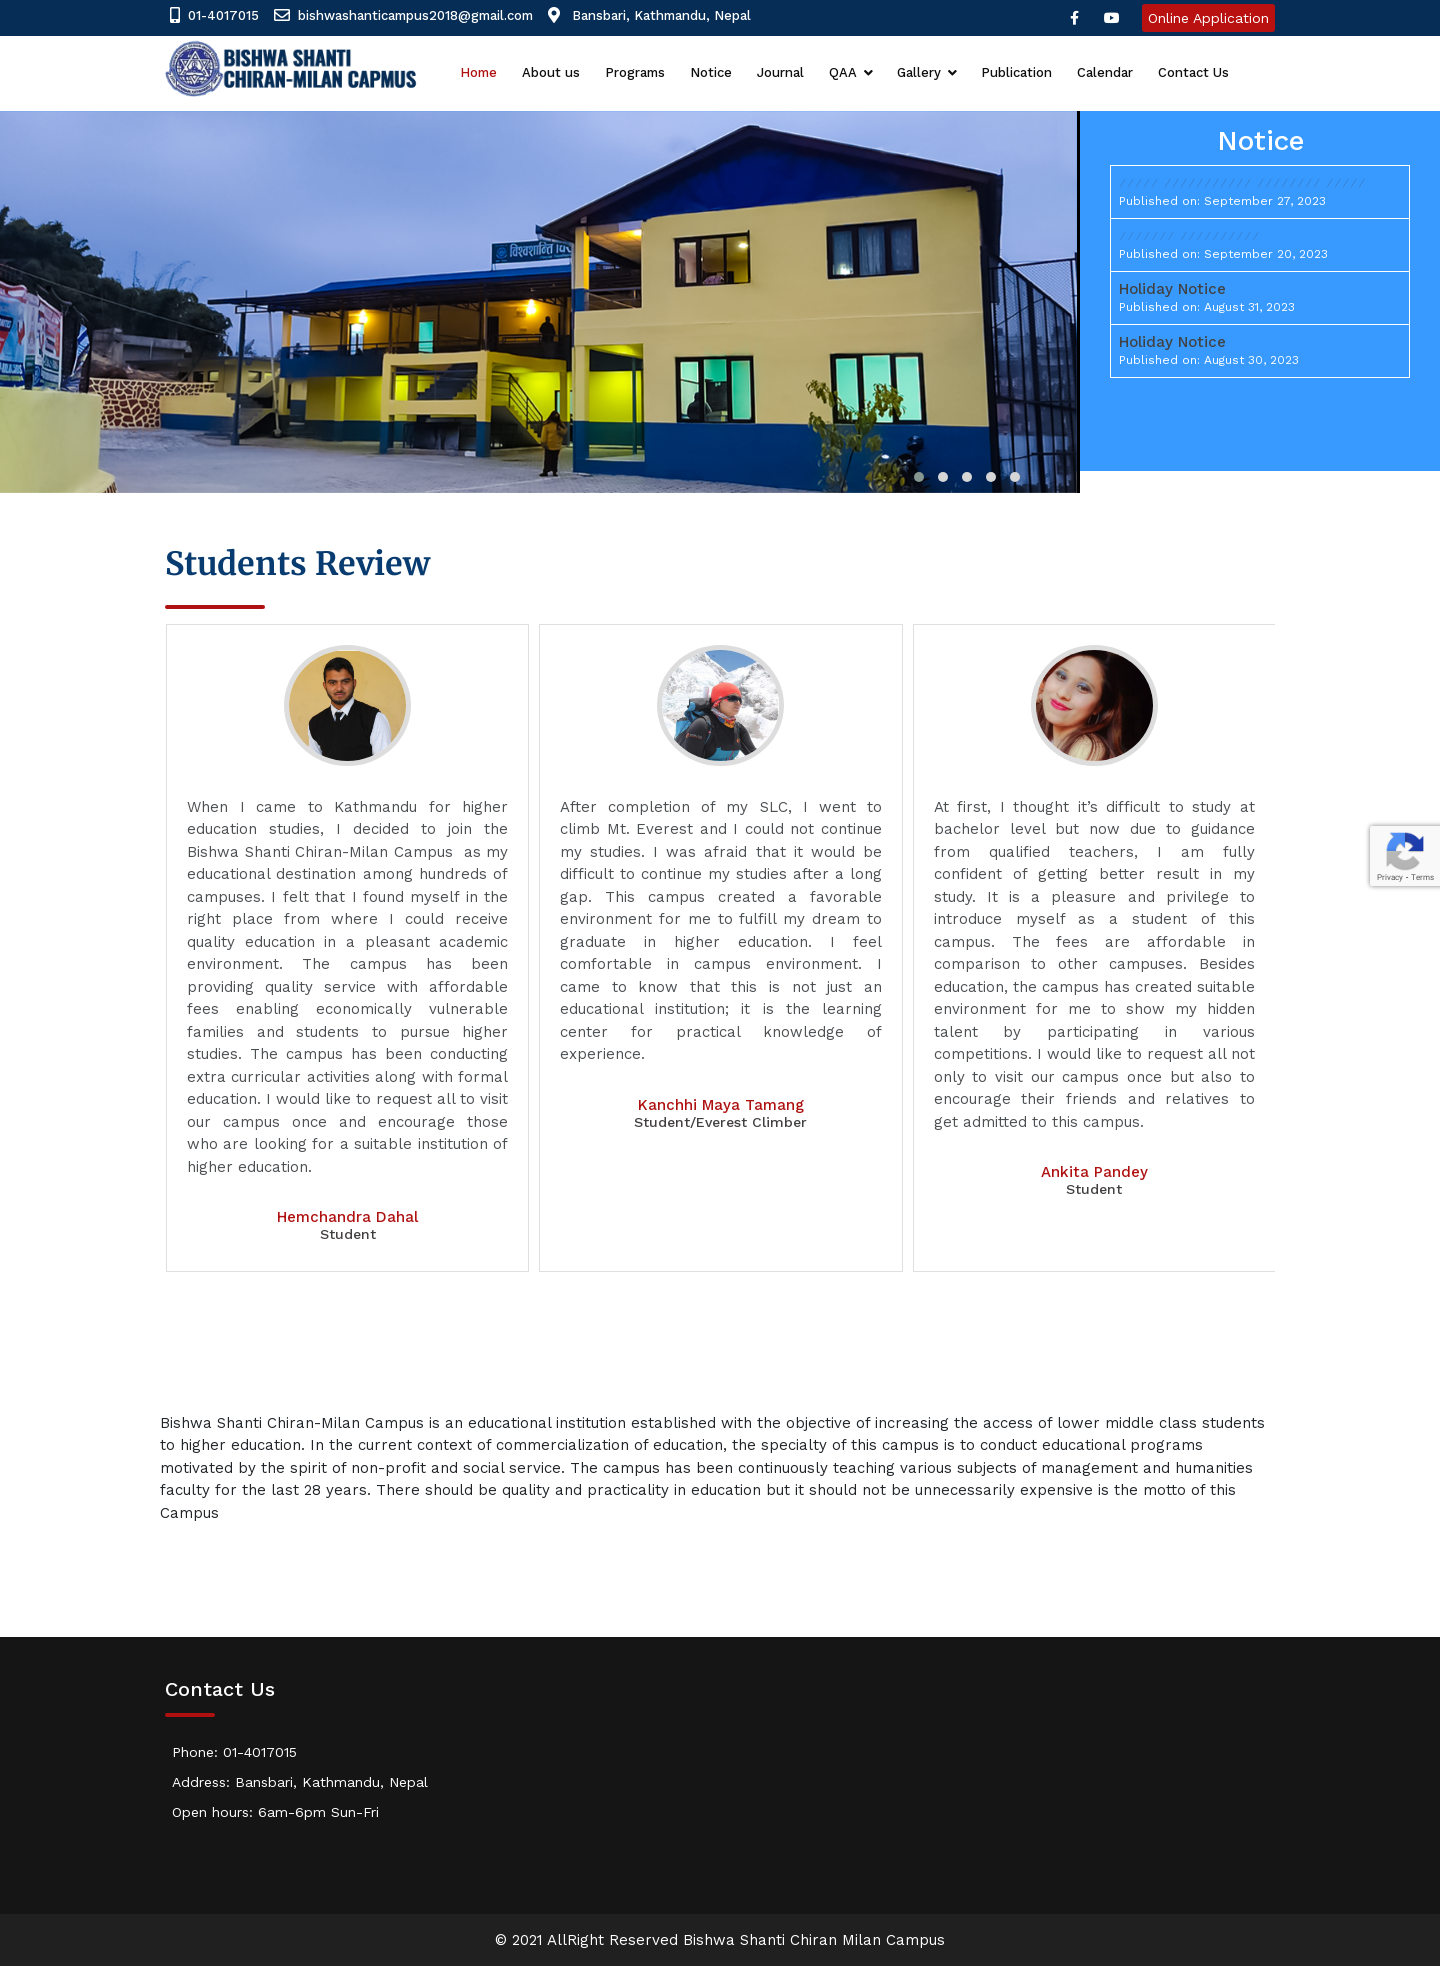 01-4017015 bishwashanticampus2018@gmail.com Bansbari, Kathmandu, Nepal Online Application
BISHWA SHANTI
CHIRAN-MILAN CAPMUS
Home About us Programs Notice Journal QAA Gallery Publication Calendar Contact Us
Notice
Published on: September 27, 2023
Published on: September 20, 2023
Holiday Notice
Published on: August 31, 2023
Holiday Notice
Published on: August 30, 2023
विश्वशान्ति
Students Review
When I came to Kathmandu for higher
education studies, I decided to join the
Bishwa Shanti Chiran-Milan Campus as my
educational destination among hundreds of
campuses. I felt that I found myself in the
right place from where I could receive
quality education in a pleasant academic
environment. The campus has been
providing quality service with affordable
fees enabling economically vulnerable
families and students to pursue higher
studies. The campus has been conducting
extra curricular activities along with formal
education. I would like to request all to visit
our campus once and encourage those
who are looking for a suitable institution of
higher education.
Hemchandra Dahal
Student
After completion of my SLC, I went to
climb Mt. Everest and I could not continue
my studies. I was afraid that it would be
difficult to continue my studies after a long
gap. This campus created a favorable
environment for me to fulfill my dream to
graduate in higher education. I feel
comfortable in campus environment. I
came to know that this is not just an
educational institution; it is the learning
center for practical knowledge of
experience.
Kanchhi Maya Tamang
Student/Everest Climber
At first, I thought it’s difficult to study at
bachelor level but now due to guidance
from qualified teachers, I am fully
confident of getting better result in my
study. It is a pleasure and privilege to
introduce myself as a student of this
campus. The fees are affordable in
comparison to other campuses. Besides
education, the campus has created suitable
environment for me to show my hidden
talent by participating in various
competitions. I would like to request all not
only to visit our campus once but also to
encourage their friends and relatives to
get admitted to this campus.
Ankita Pandey
Student
Privacy - Terms
Bishwa Shanti Chiran-Milan Campus is an educational institution established with the objective of increasing the access of lower middle class students
to higher education. In the current context of commercialization of education, the specialty of this campus is to conduct educational programs
motivated by the spirit of non-profit and social service. The campus has been continuously teaching various subjects of management and humanities
faculty for the last 28 years. There should be quality and practicality in education but it should not be unnecessarily expensive is the motto of this
Campus
Contact Us
Phone: 01-4017015
Address: Bansbari, Kathmandu, Nepal
Open hours: 6am-6pm Sun-Fri
© 2021 AllRight Reserved Bishwa Shanti Chiran Milan Campus